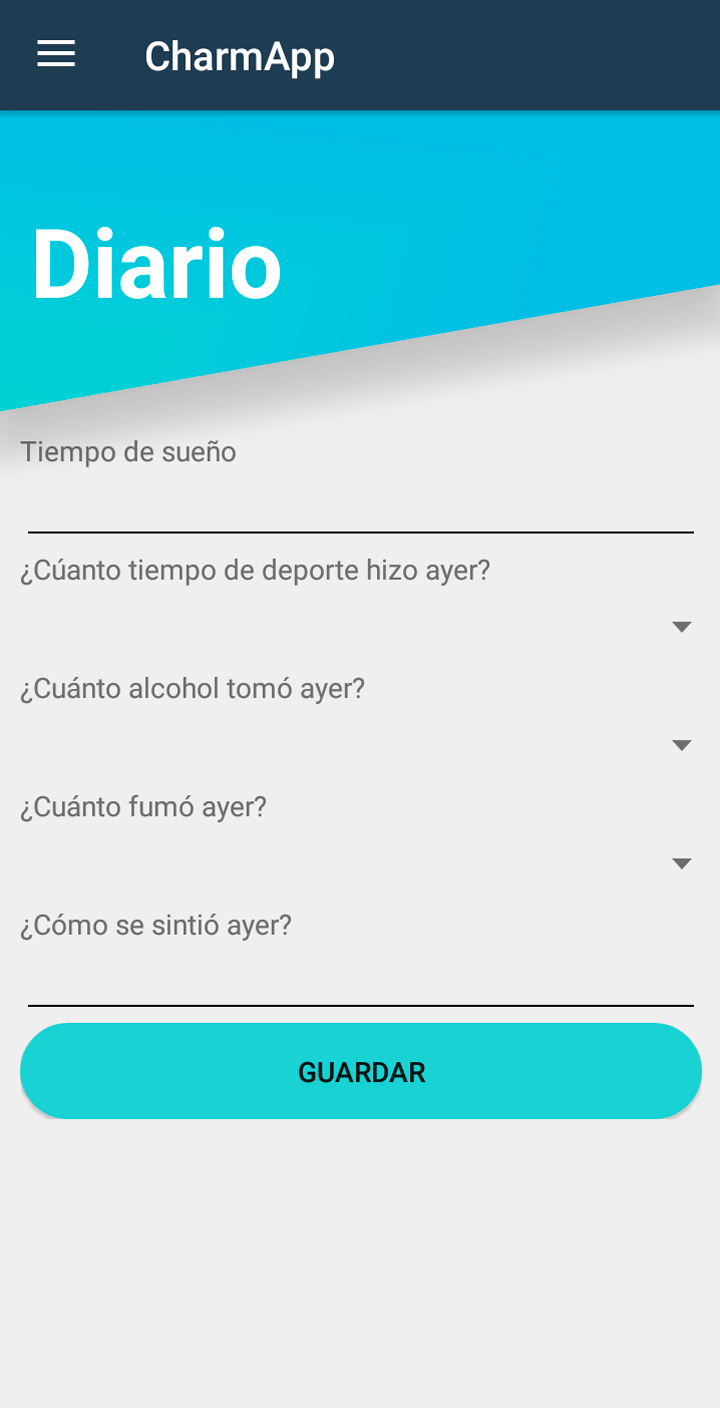 CharmApp
Diario
Tiempo de sueño
¿Cúanto tiempo de deporte hizo ayer?
¿Cuánto alcohol tomó ayer?
¿Cuánto fumó ayer?
¿Cómo se sintió ayer?
GUARDAR